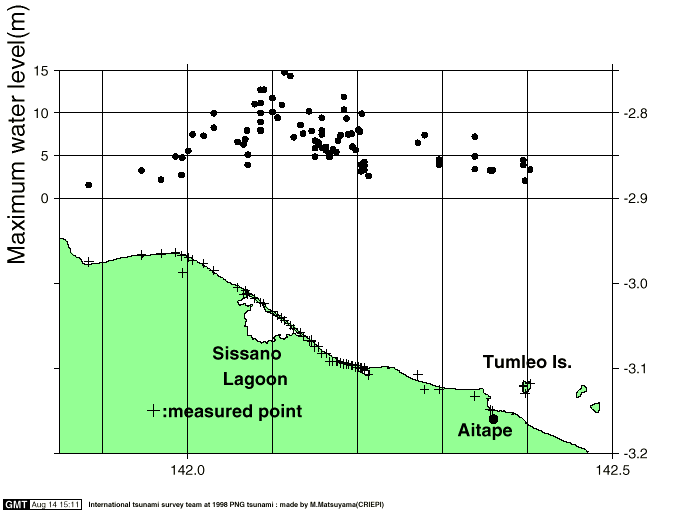 Maximum water level(m)
15
10
5
0
-2.8
-2.9
-3.0
-3.1
-3.2
Sissano
Lagoon
Tumleo Is.
+:measured point
Aitape
142.0
142.5
GMT Aug 14 15:11 International tsunami survey team at 1998 PNG tsunami : made by M.Matsuyama(CRIEPI)